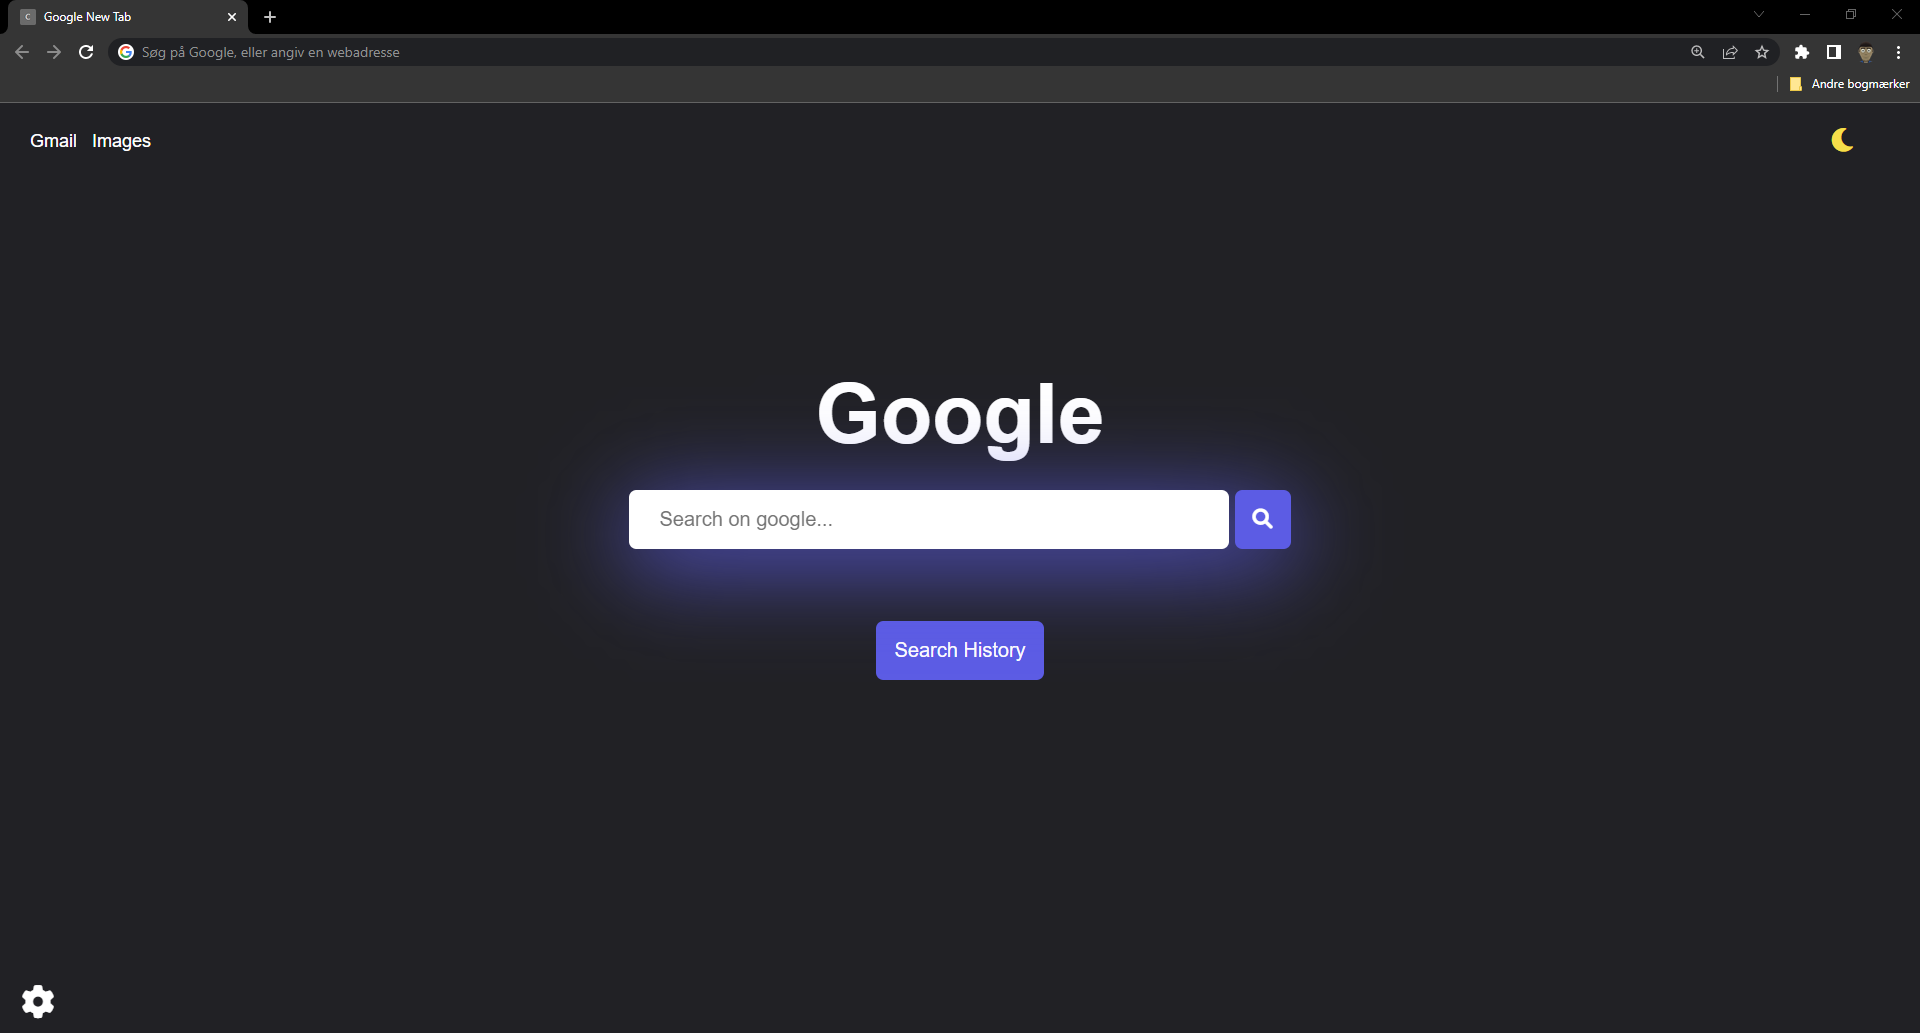 C Google New Tab
Søg på Google, eller angiv en webadresse
Andre bogmærker
Gmail Images
Google
Search on google...
Search History